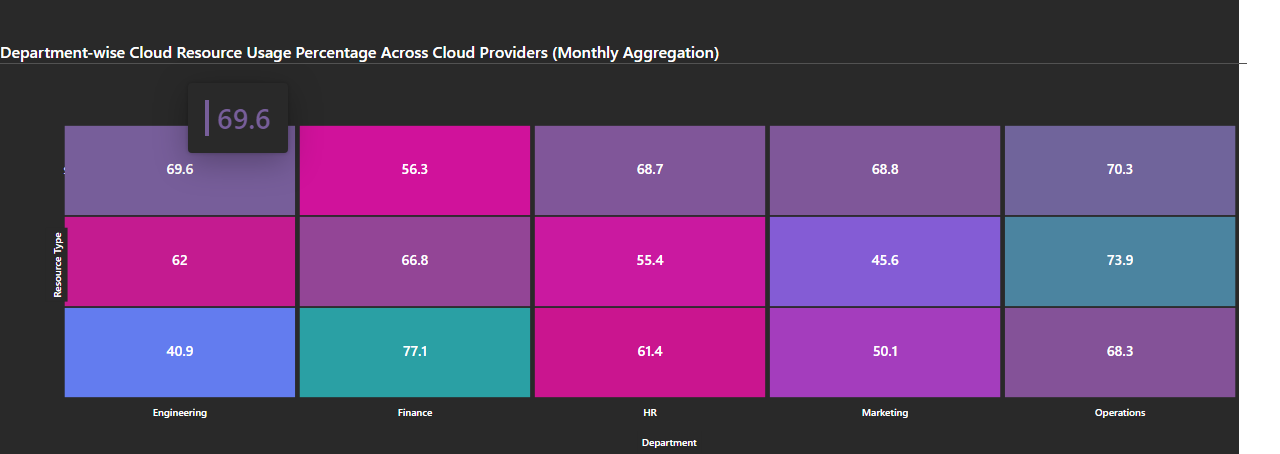 Department-wise Cloud Resource Usage Percentage Across Cloud Providers (Monthly Aggregation)
69.6
69.6 56.3 68.7 68.8 70.3
Resource Type
62 66.8 55.4 45.6 73.9
40.9 77.1 61.4 50.1 68.3
Engineering Finance HR Marketing Operations
Department